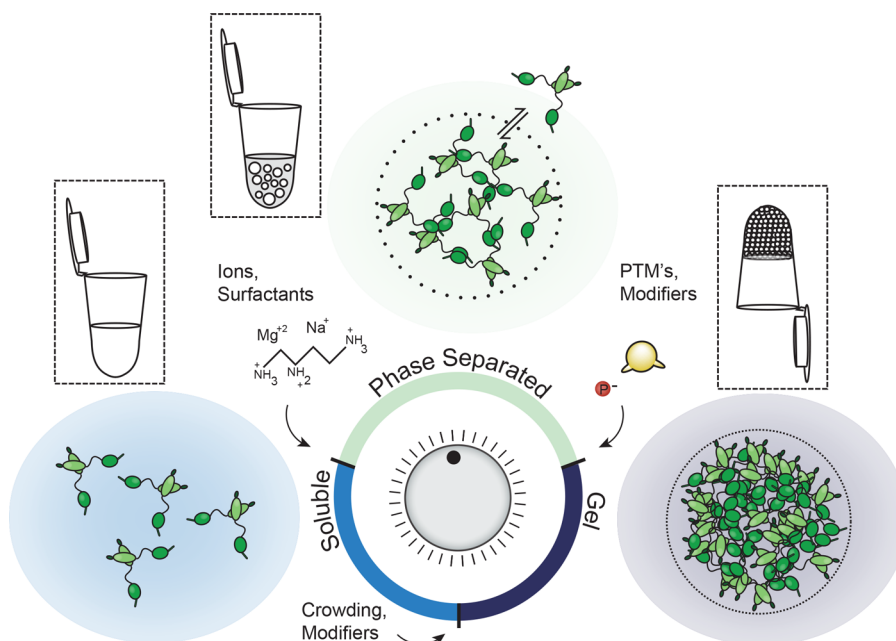 Ions,
Surfactants
Mg+2 Na+
+
NH3
+
NH3
NH2
+
PTM's,
Modifiers
P-
Phase Separated
Soluble
Gel
Crowding,
Modifiers